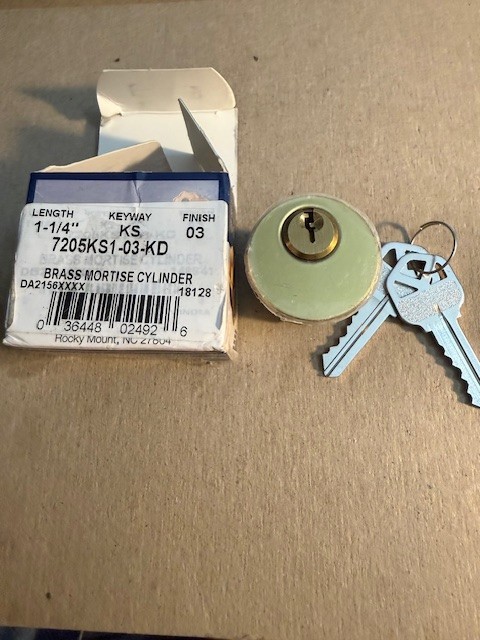 LENGTH KEYWAY FINISH
1-1/4" KS 03
7205KS1-03-KD
BRASS MORTISE CYLINDER
DA2156XXXX 18128
0 36448 02492 6
Rocky Mount, NC 27804